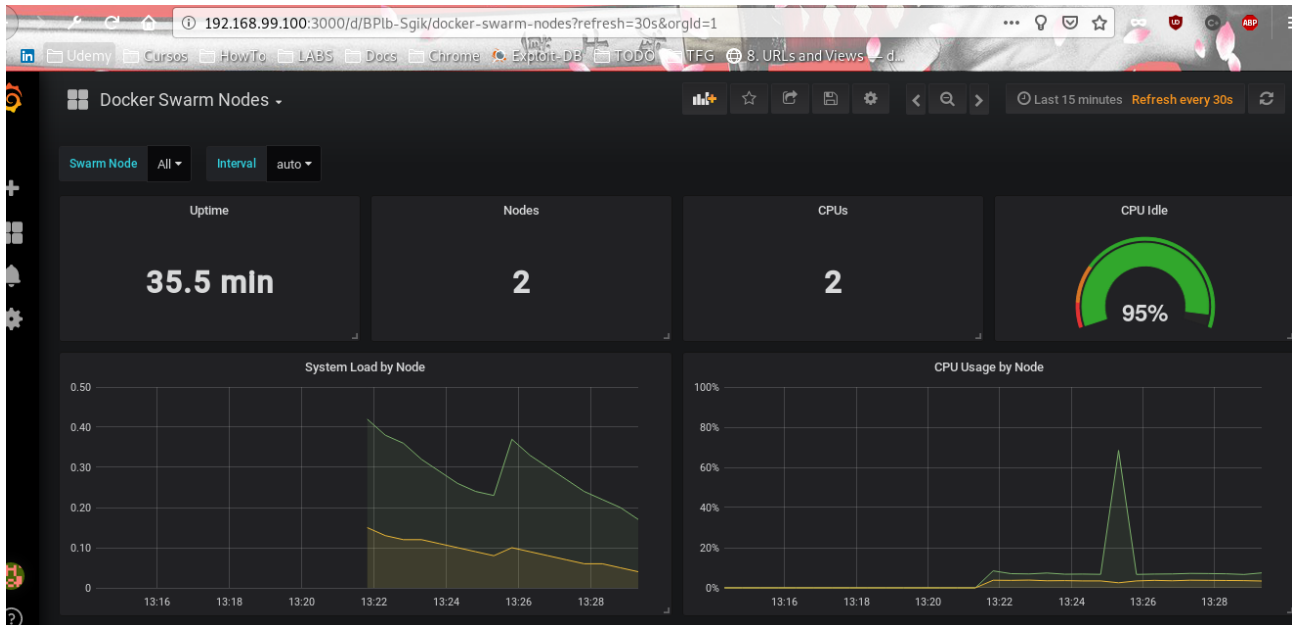 192.168.99.100:3000/d/BPlb-Sgik/docker-swarm-nodes?refresh=30s&orgId=1
in Udemy Cursos HowTo LABS Docs Chrome Exploit-DB TODO TFG 8. URLs and Views — d...
Docker Swarm Nodes
Last 15 minutes Refresh every 30s
Swarm Node All Interval auto
Uptime
35.5 min
Nodes
2
CPUs
2
CPU Idle
95%
System Load by Node
0.50
0.40
0.30
0.20
0.10
0
13:16 13:18 13:20 13:22 13:24 13:26 13:28
CPU Usage by Node
100%
80%
60%
40%
20%
0%
13:16 13:18 13:20 13:22 13:24 13:26 13:28
ABP